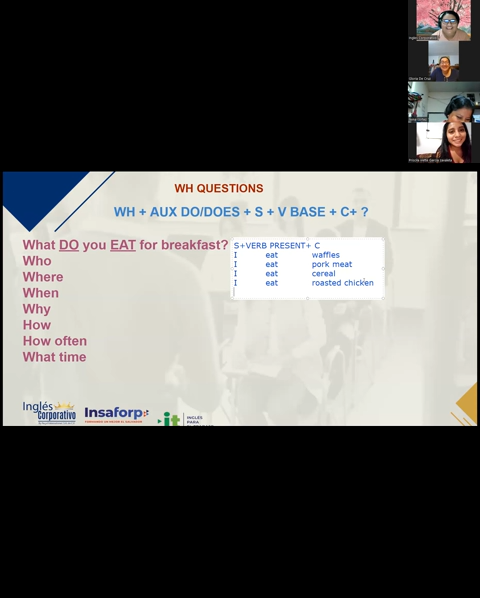 WH QUESTIONS
WH + AUX DO/DOES + S + V BASE + C+ ?
What DO you EAT for breakfast?
Who
Where
When
Why
How
How often
What time
S+VERB PRESENT+ C
I eat waffles
I eat pork meat
I eat cereal
I eat roasted chicken
Inglés
Corporativo
Insaforp
it
INGLÉS
PARA